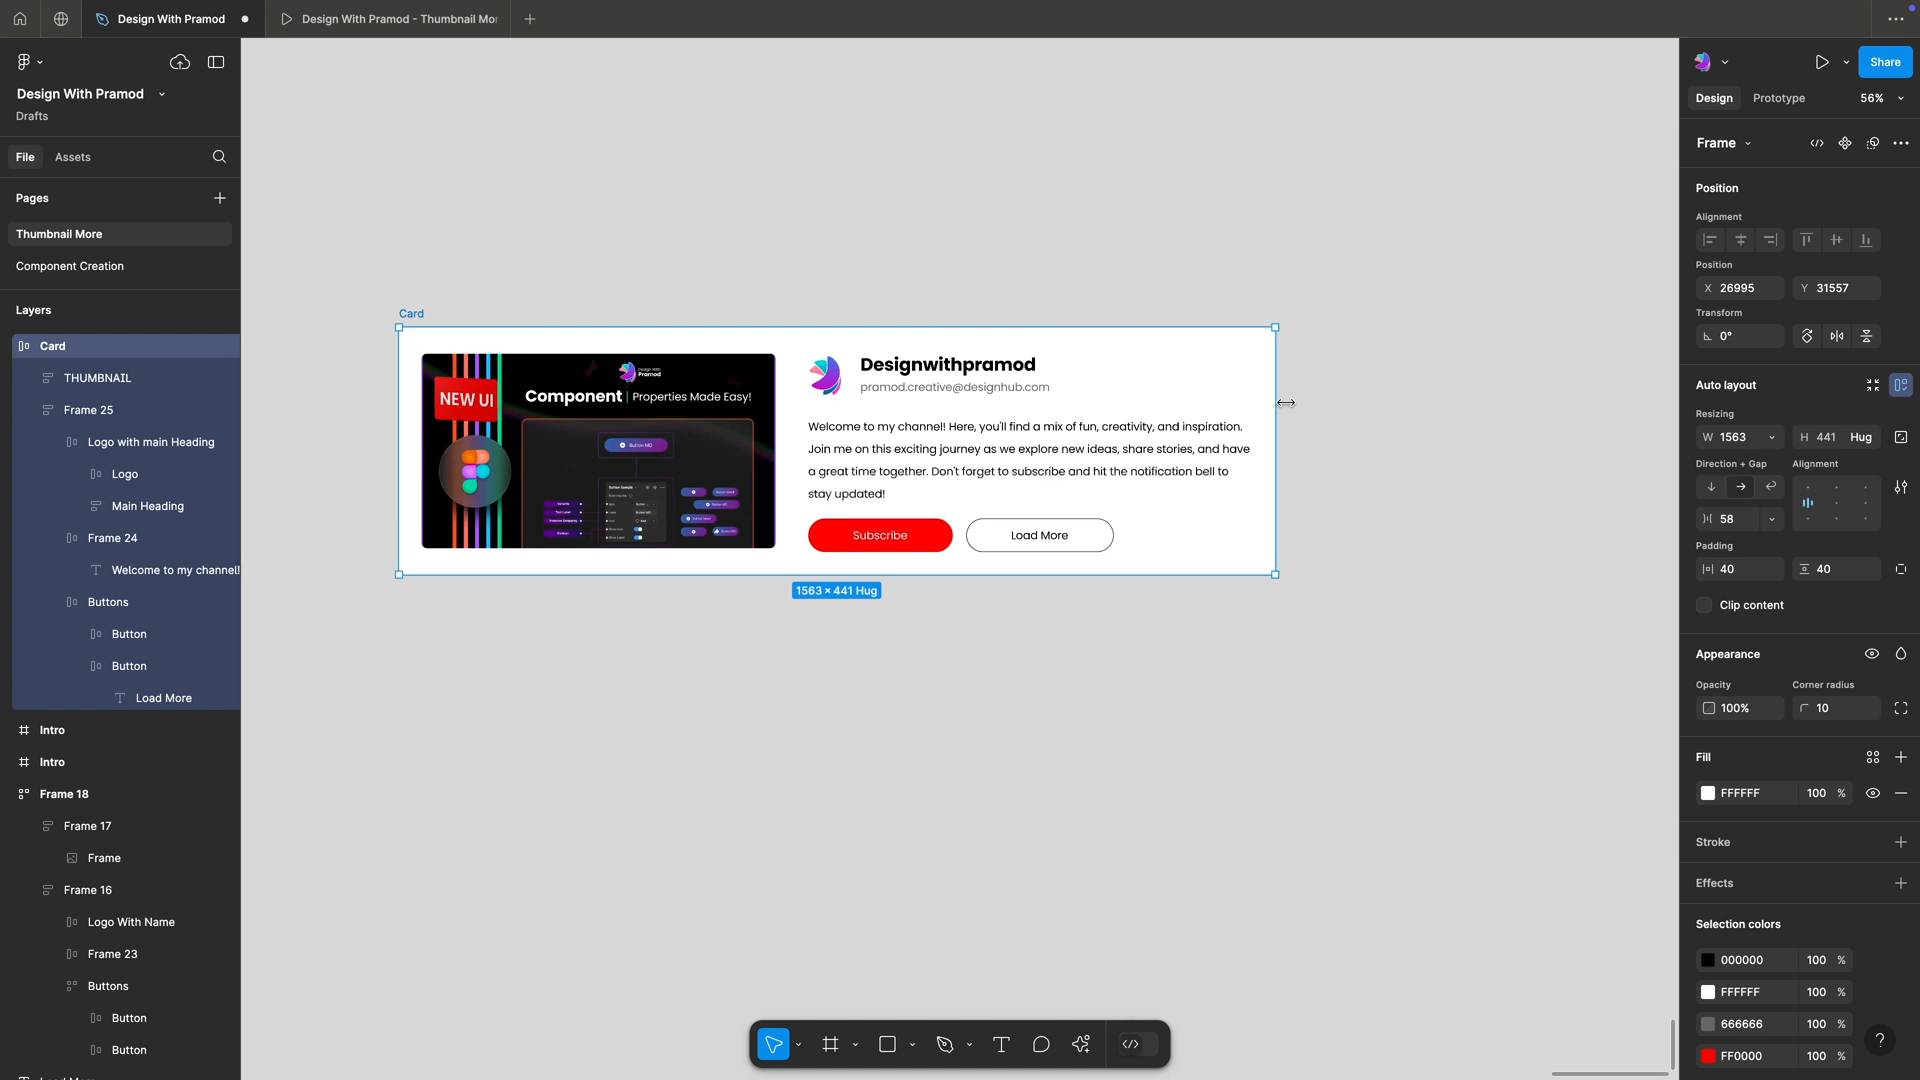 Design With Pramod
Design With Pramod - Thumbnail Mor
Design With Pramod
Drafts
File
Assets
Pages
Thumbnail More
Component Creation
Layers
Card
THUMBNAIL
Frame 25
Logo with main Heading
Logo
Main Heading
Frame 24
Welcome to my channel!
Buttons
Button
Button
Load More
Intro
Intro
Frame 18
Frame 17
Frame
Frame 16
Logo With Name
Frame 23
Buttons
Button
Button
Card
design with
Pramod
NEW UI
Component | Properties Made Easy!
Button MD
Designwithpramod
pramod.creative@designhub.com
Welcome to my channel! Here, you'll find a mix of fun, creativity, and inspiration.
Join me on this exciting journey as we explore new ideas, share stories, and have
a great time together. Don't forget to subscribe and hit the notification bell to
stay updated!
Subscribe
Load More
1563 × 441 Hug
Share
Design
Prototype
56%
Frame
Position
Alignment
Position
X 26995
Y 31557
Transform
0°
Auto layout
Resizing
W 1563
H 441 Hug
Direction + Gap
Alignment
58
Padding
40
40
Clip content
Appearance
Opacity
Corner radius
100%
10
Fill
FFFFFF 100 %
Stroke
Effects
Selection colors
000000 100 %
FFFFFF 100 %
666666 100 %
FF0000 100 %
?